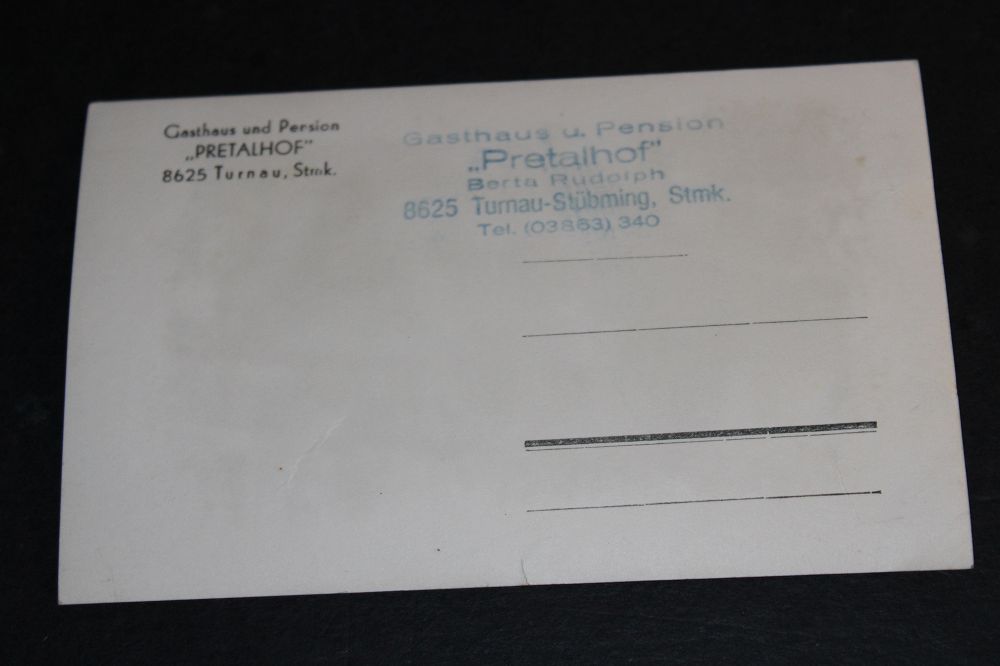 Gasthaus und Pension
„PRETALHOF"
8625 Turnau, Stmk.
Gasthaus u. Pension
„Pretalhof"
Berta Rudolph
8625 Turnau-Stübming, Stmk.
Tel. (03863) 340